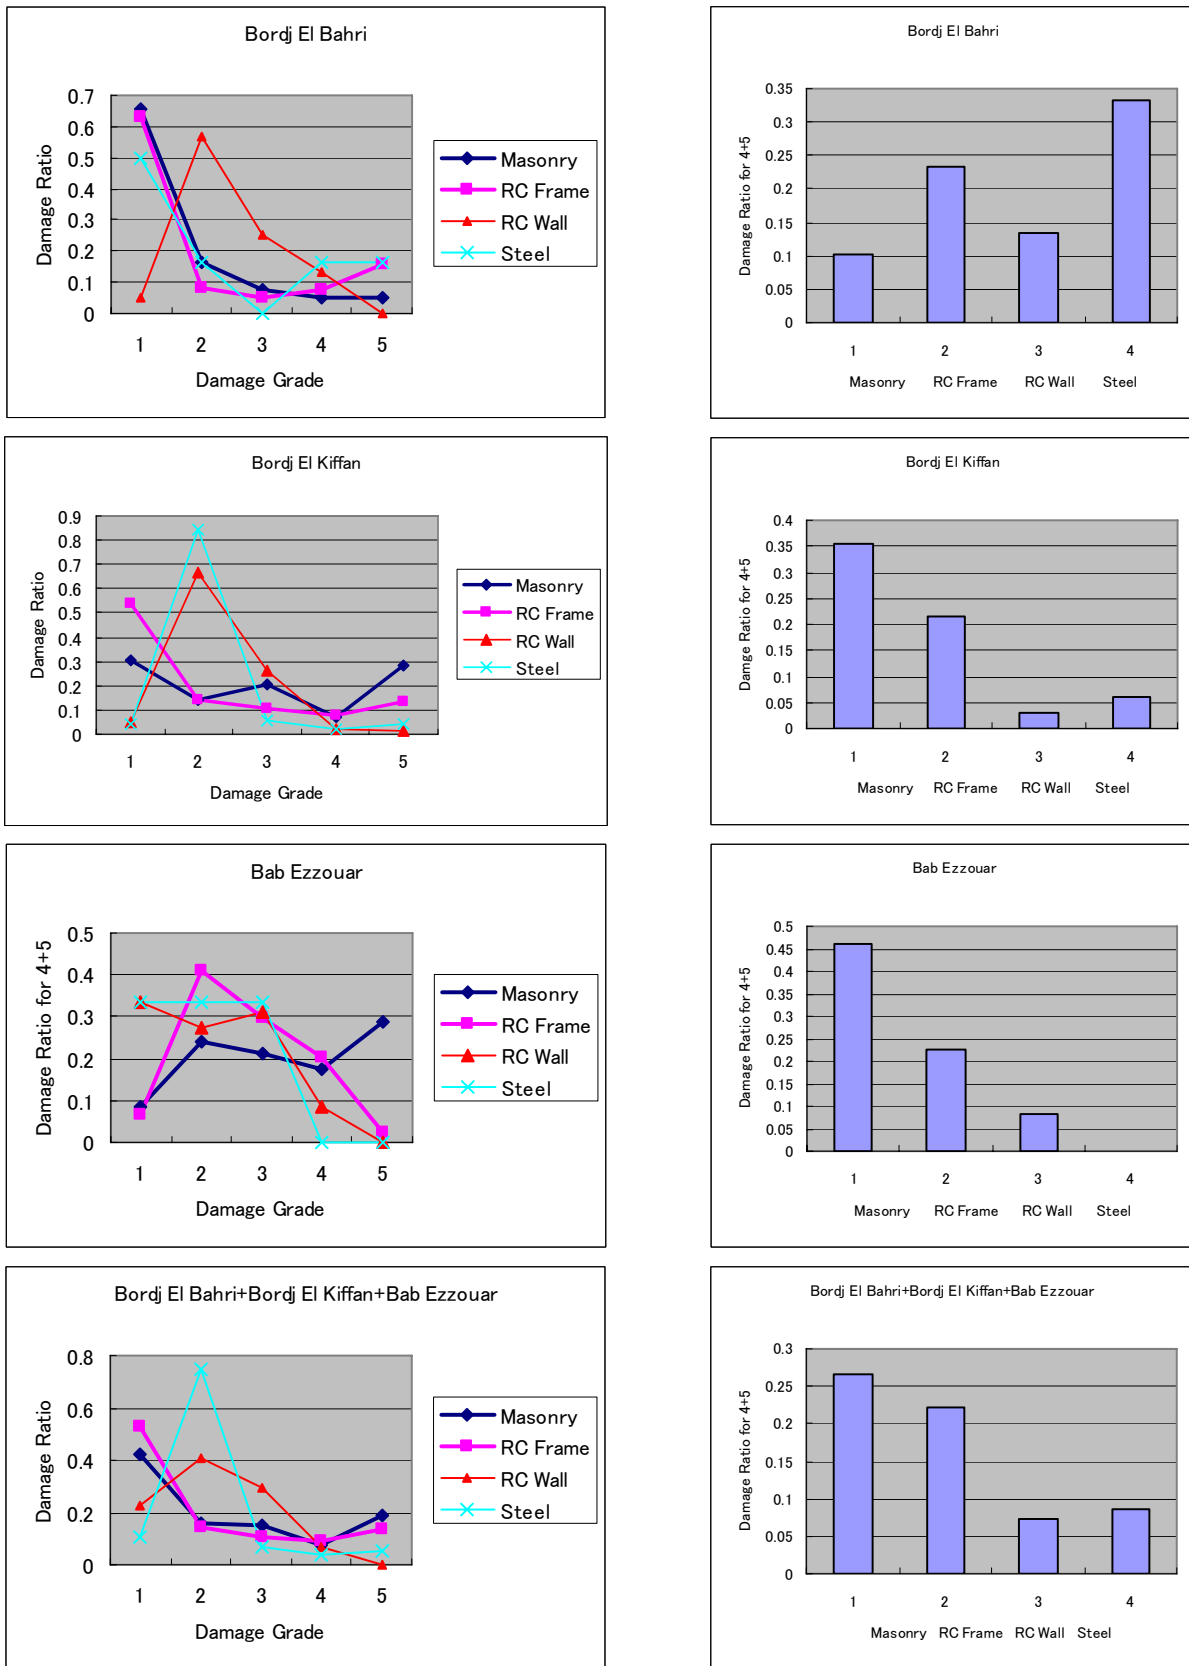 Bordj El Bahri
Damage Ratio
0.7
0.6
0.5
0.4
0.3
0.2
0.1
0
1 2 3 4 5
Damage Grade
Masonry
RC Frame
RC Wall
Steel
Bordj El Bahri
Damage Ratio for 4+5
0.35
0.3
0.25
0.2
0.15
0.1
0.05
0
1 2 3 4
Masonry RC Frame RC Wall Steel
Bordj El Kiffan
Damage Ratio
0.9
0.8
0.7
0.6
0.5
0.4
0.3
0.2
0.1
0
1 2 3 4 5
Damage Grade
Masonry
RC Frame
RC Wall
Steel
Bordj El Kiffan
Damge Ratio for 4+5
0.4
0.35
0.3
0.25
0.2
0.15
0.1
0.05
0
1 2 3 4
Masonry RC Frame RC Wall Steel
Bab Ezzouar
Damage Ratio for 4+5
0.5
0.4
0.3
0.2
0.1
0
1 2 3 4 5
Damage Grade
Masonry
RC Frame
RC Wall
Steel
Bab Ezzouar
Damage Ratio for 4+5
0.5
0.45
0.4
0.35
0.3
0.25
0.2
0.15
0.1
0.05
0
1 2 3 4
Masonry RC Frame RC Wall Steel
Bordj El Bahri+Bordj El Kiffan+Bab Ezzouar
Damage Ratio
0.8
0.6
0.4
0.2
0
1 2 3 4 5
Damage Grade
Masonry
RC Frame
RC Wall
Steel
Bordj El Bahri+Bordj El Kiffan+Bab Ezzouar
Damage Ratio for 4+5
0.3
0.25
0.2
0.15
0.1
0.05
0
1 2 3 4
Masonry RC Frame RC Wall Steel